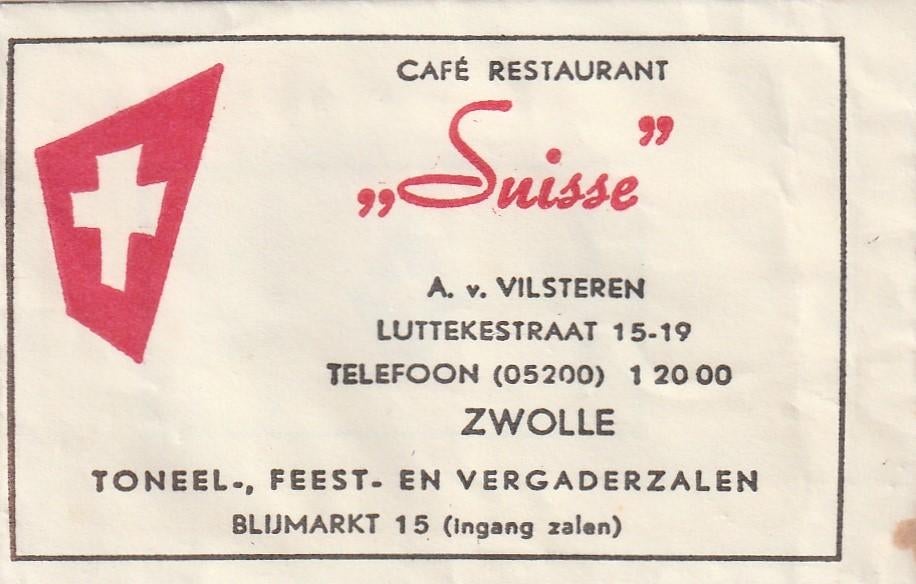 CAFÉ RESTAURANT
„Suisse”
A. v. VILSTEREN
LUTTEKESTRAAT 15-19
TELEFOON (05200) 1 20 00
ZWOLLE
TONEEL-, FEEST- EN VERGADERZALEN
BLIJMARKT 15 (ingang zalen)